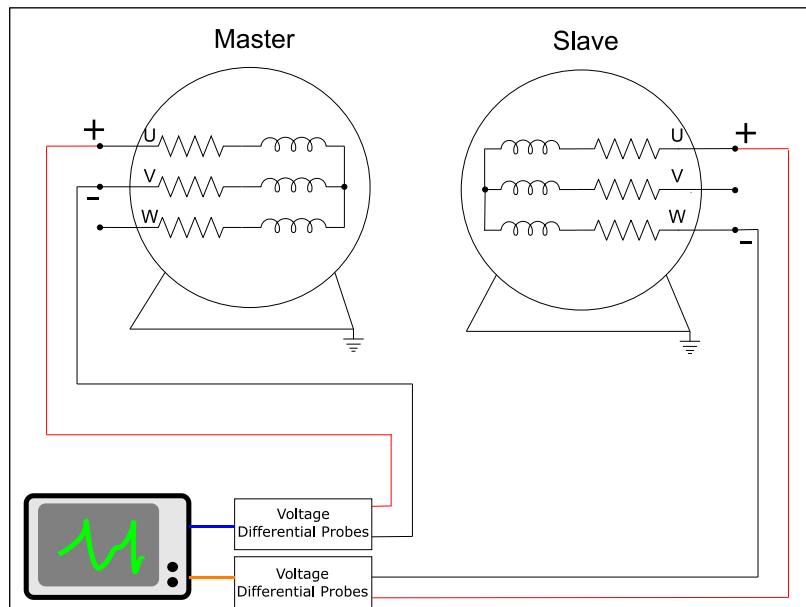 Master
Slave
+
U
V
-
W
U
+
V
W
-
Voltage
Differential Probes
Voltage
Differential Probes